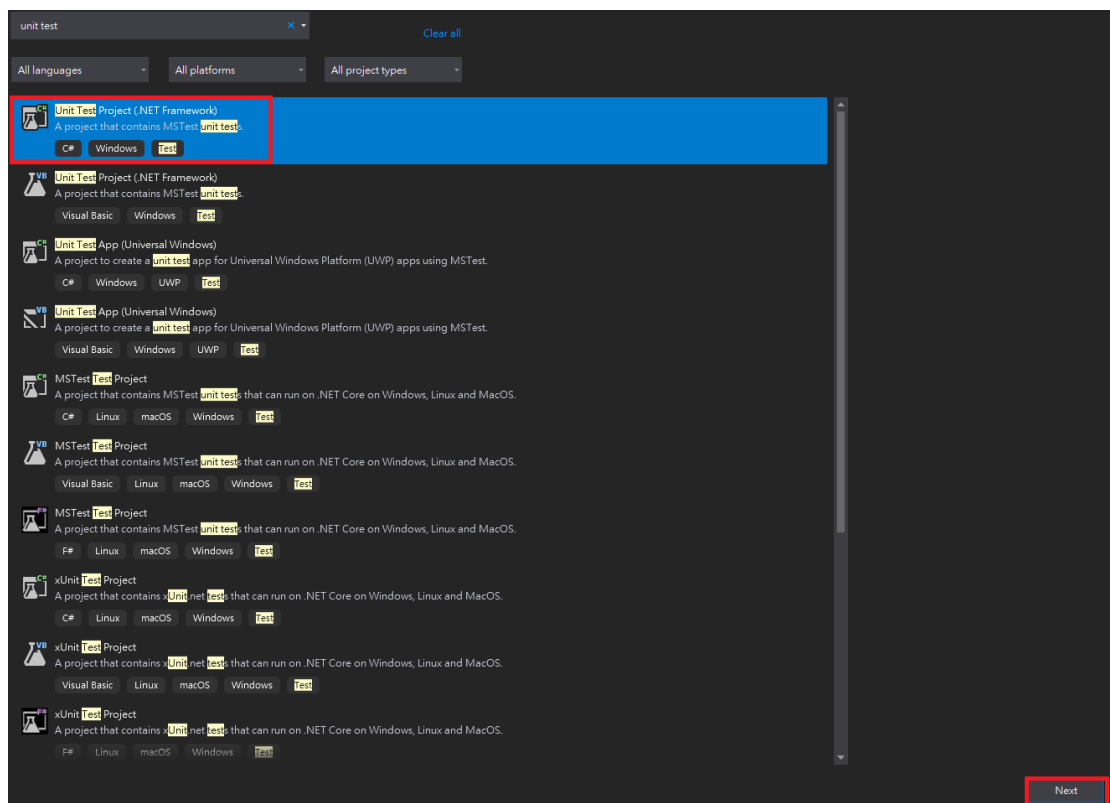 unit test
Clear all
All languages All platforms All project types
C#
Unit Test Project (.NET Framework)
A project that contains MSTest unit tests.
C# Windows Test
VB
Unit Test Project (.NET Framework)
A project that contains MSTest unit tests.
Visual Basic Windows Test
C#
Unit Test App (Universal Windows)
A project to create a unit test app for Universal Windows Platform (UWP) apps using MSTest.
C# Windows UWP Test
VB
Unit Test App (Universal Windows)
A project to create a unit test app for Universal Windows Platform (UWP) apps using MSTest.
Visual Basic Windows UWP Test
C#
MSTest Test Project
A project that contains MSTest unit tests that can run on .NET Core on Windows, Linux and MacOS.
C# Linux macOS Windows Test
VB
MSTest Test Project
A project that contains MSTest unit tests that can run on .NET Core on Windows, Linux and MacOS.
Visual Basic Linux macOS Windows Test
F#
MSTest Test Project
A project that contains MSTest unit tests that can run on .NET Core on Windows, Linux and MacOS.
F# Linux macOS Windows Test
C#
xUnit Test Project
A project that contains xUnit.net tests that can run on .NET Core on Windows, Linux and MacOS.
C# Linux macOS Windows Test
VB
xUnit Test Project
A project that contains xUnit.net tests that can run on .NET Core on Windows, Linux and MacOS.
Visual Basic Linux macOS Windows Test
F#
xUnit Test Project
A project that contains xUnit.net tests that can run on .NET Core on Windows, Linux and MacOS.
F# Linux macOS Windows Test
Next